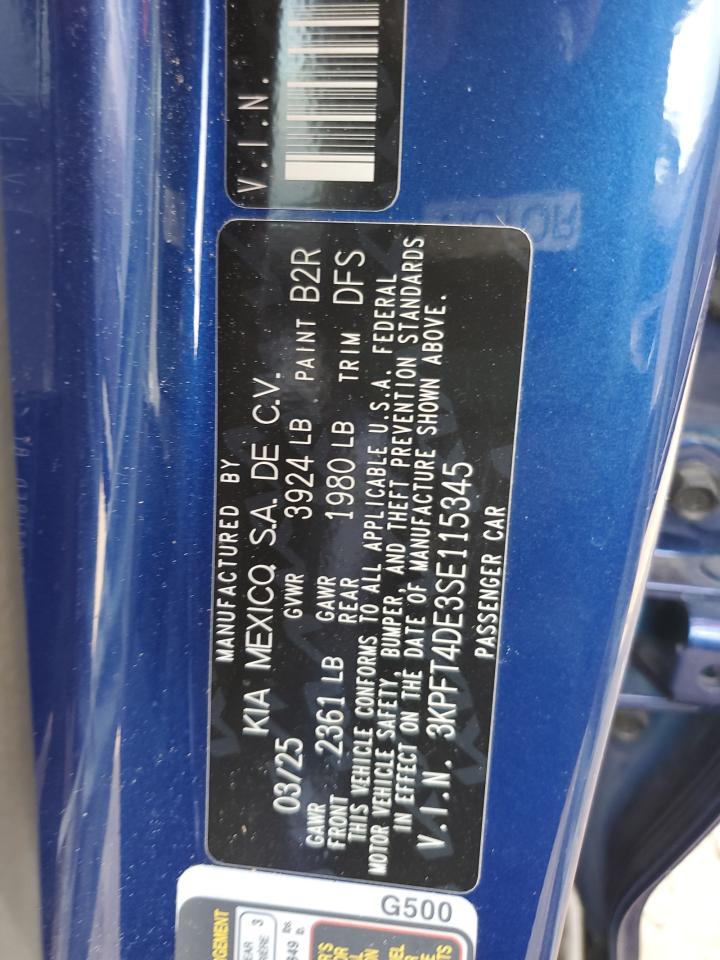 V.I.N.
MANUFACTURED BY
KIA MEXICO, S.A. DE C.V.
03/25 GVWR 3924 LB PAINT B2R
GAWR FRONT 2361 LB GAWR REAR 1980 LB TRIM DFS
THIS VEHICLE CONFORMS TO ALL APPLICABLE U.S.A. FEDERAL
MOTOR VEHICLE SAFETY, BUMPER, AND THEFT PREVENTION STANDARDS
IN EFFECT ON THE DATE OF MANUFACTURE SHOWN ABOVE.
V.I.N. 3KPFT4DE3SE115345
PASSENGER CAR
G500